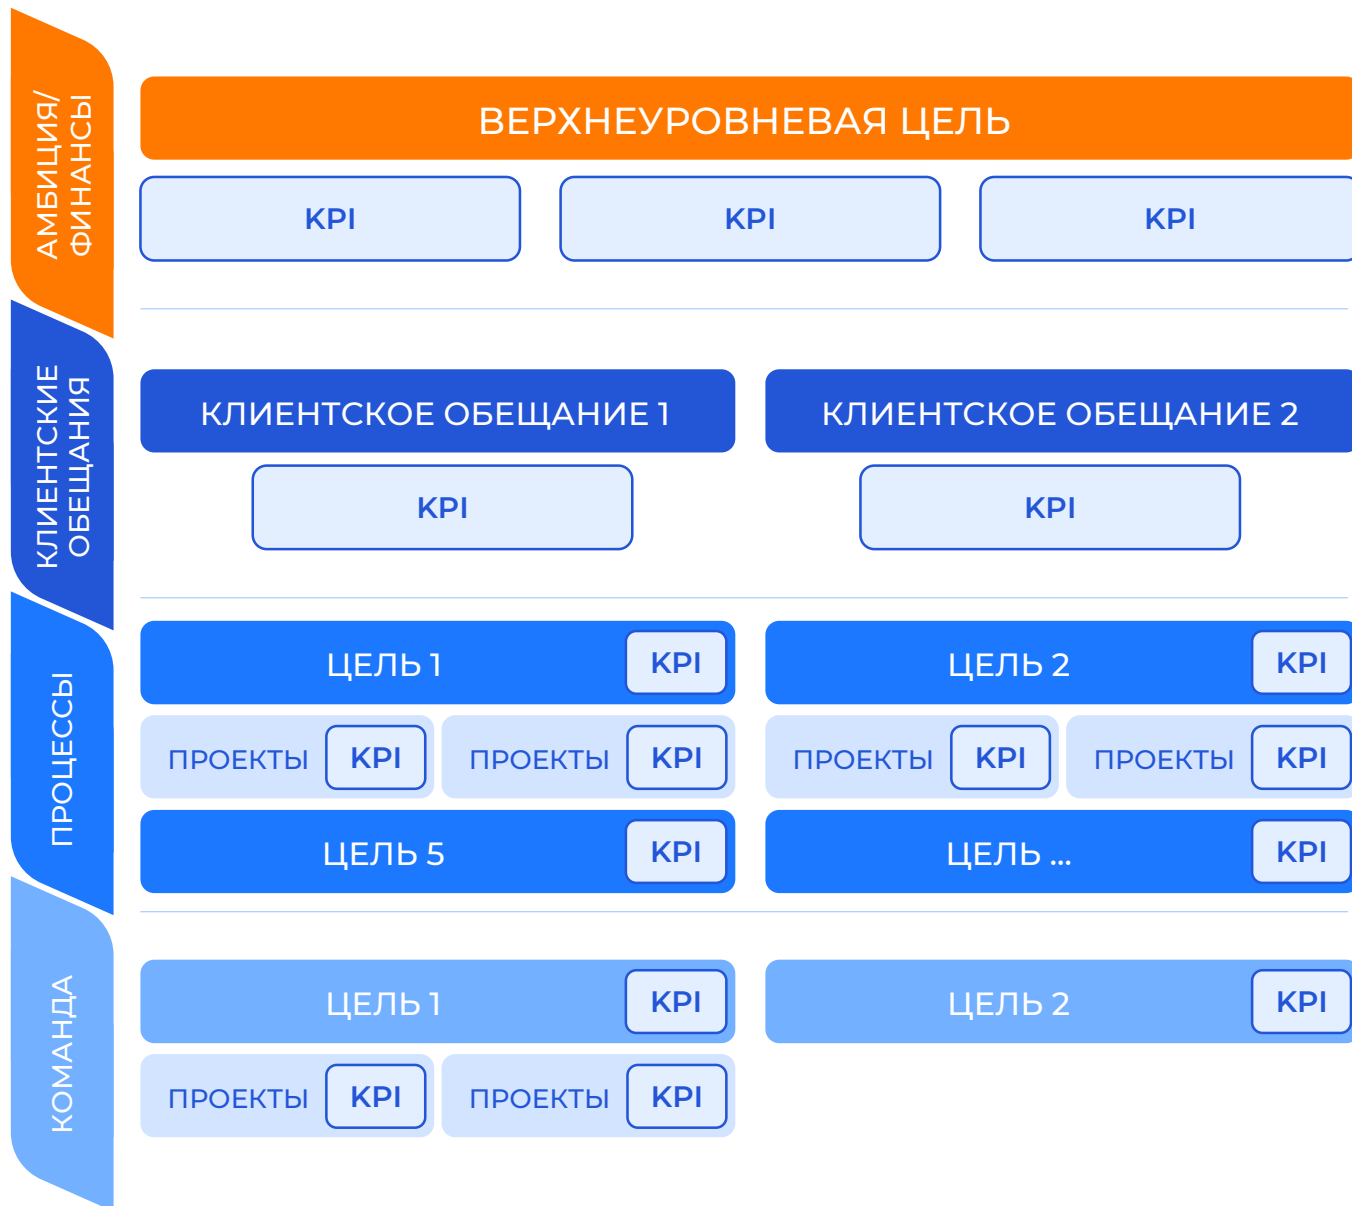 АМБИЦИЯ/
ФИНАНСЫ
ВЕРХНЕУРОВНЕВАЯ ЦЕЛЬ
KPI
KPI
KPI
КЛИЕНТСКИЕ
ОБЕЩАНИЯ
КЛИЕНТСКОЕ ОБЕЩАНИЕ 1
КЛИЕНТСКОЕ ОБЕЩАНИЕ 2
KPI
KPI
ПРОЦЕССЫ
ЦЕЛЬ 1
KPI
ЦЕЛЬ 2
KPI
ПРОЕКТЫ
KPI
ПРОЕКТЫ
KPI
ПРОЕКТЫ
KPI
ПРОЕКТЫ
KPI
ЦЕЛЬ 5
KPI
ЦЕЛЬ ...
KPI
КОМАНДА
ЦЕЛЬ 1
KPI
ЦЕЛЬ 2
KPI
ПРОЕКТЫ
KPI
ПРОЕКТЫ
KPI